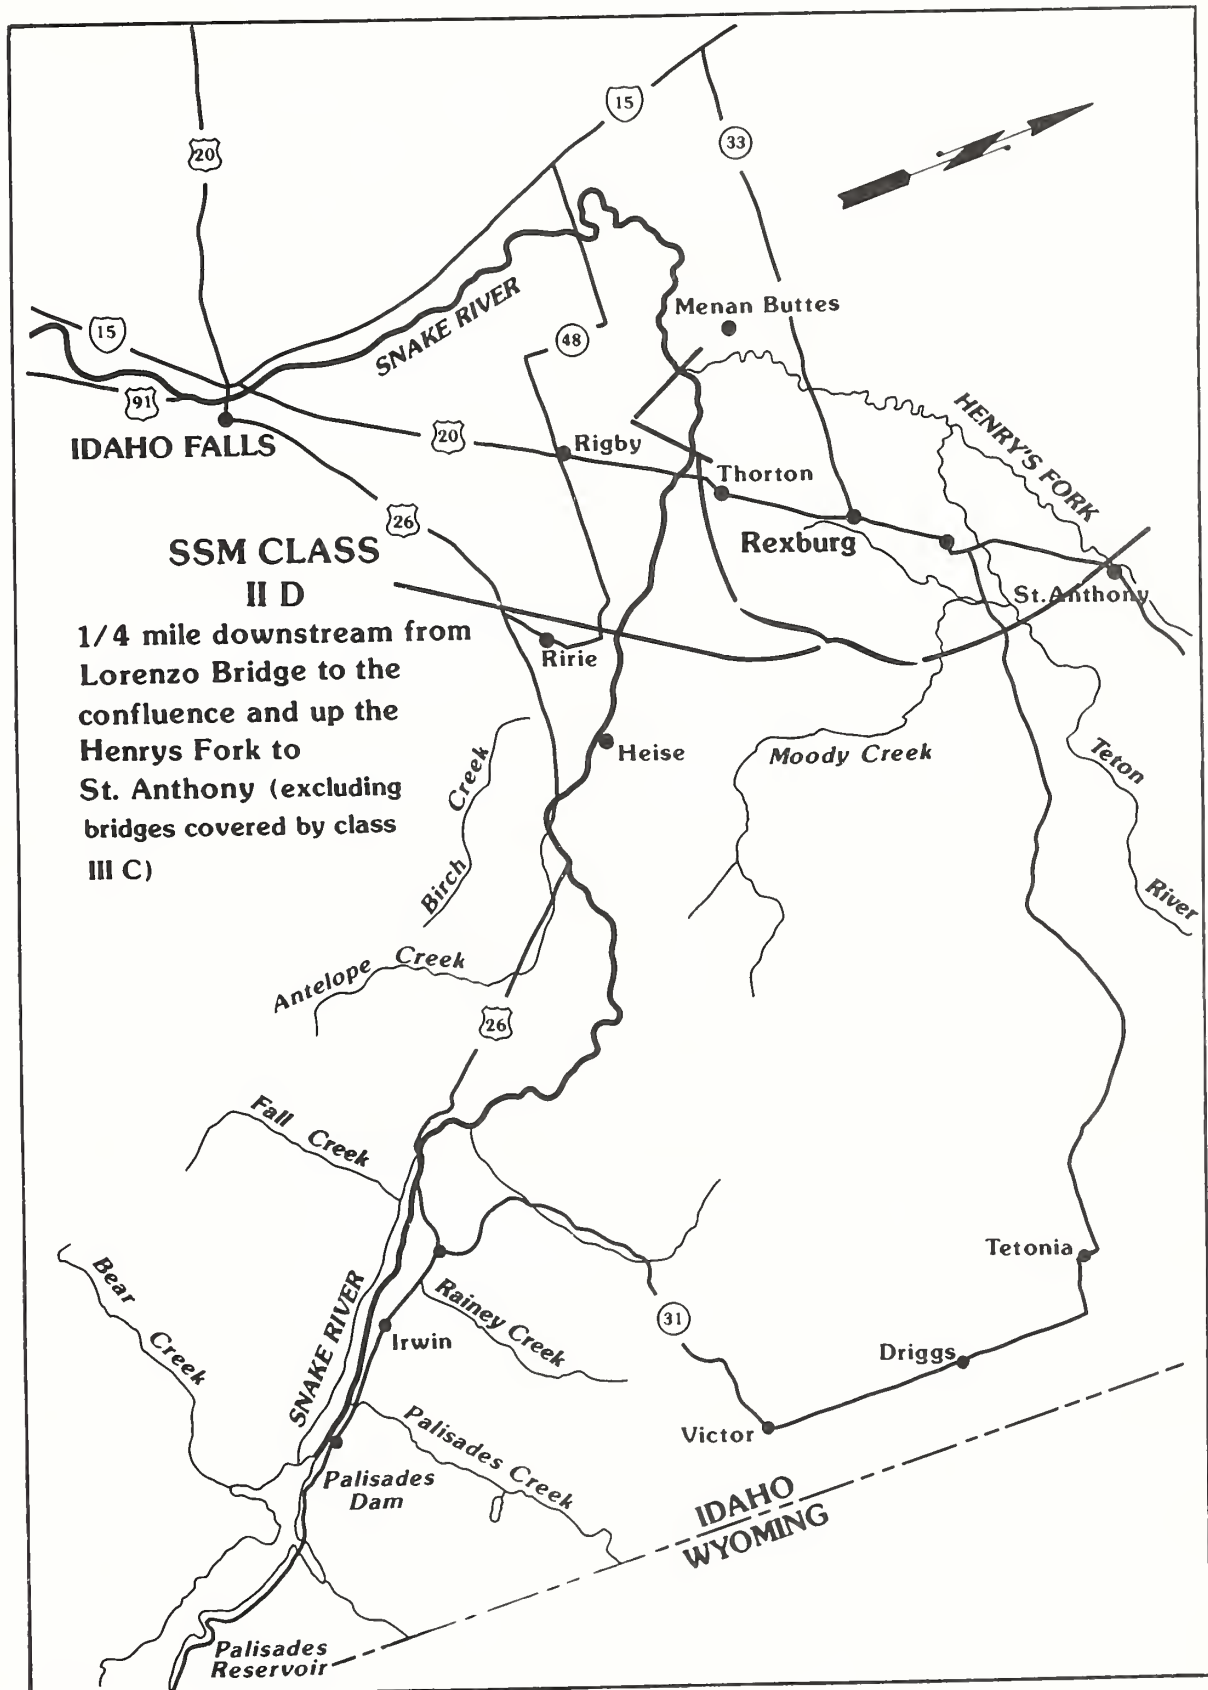 15
20
33
SNAKE RIVER
Menan Buttes
15
48
91
HENRY'S FORK
IDAHO FALLS
20
Rigby
Thorton
26
Rexburg
SSM CLASS
II D
1/4 mile downstream from
Lorenzo Bridge to the
confluence and up the
Henrys Fork to
St. Anthony (excluding
bridges covered by class
III C)
St. Anthony
Ririe
Heise
Moody Creek
Teton
River
Birch Creek
Antelope Creek
26
Fall Creek
Bear Creek
Tetonia
SNAKE RIVER
Rainey Creek
31
Irwin
Driggs
Victor
Palisades Creek
Palisades
Dam
IDAHO
WYOMING
Palisades
Reservoir